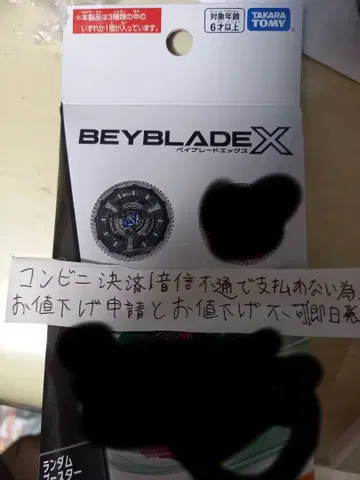 ※本製品は3種類の中の
いずれか1個が入っています。
対象年齢
6才以上
TAKARA
TOMY
BEYBLADE X
ベイブレードエックス
コンビニ決済1音信不通で支払わない為
お値下げ申請とお値下げ不可即日発
ランダム
ブースター